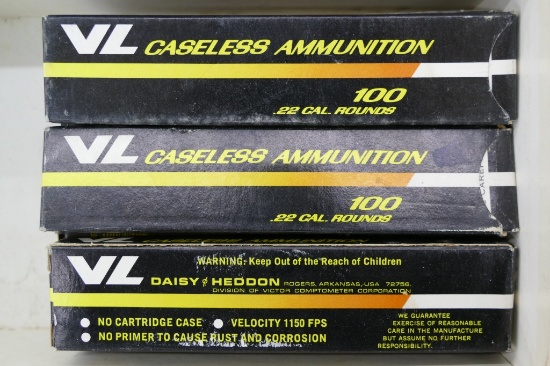 VL CASELESS AMMUNITION
100
.22 CAL. ROUNDS
VL CASELESS AMMUNITION
100
.22 CAL. ROUNDS
VL
WARNING: Keep Out of the Reach of Children
DAISY HEDDON ROGERS, ARKANSAS, USA 72756
DIVISION OF VICTOR COMPTOMETER CORPORATION
NO CARTRIDGE CASE VELOCITY 1150 FPS
NO PRIMER TO CAUSE RUST AND CORROSION
WE GUARANTEE
EXERCISE OF REASONABLE
CARE IN THE MANUFACTURE
BUT ASSUME NO FURTHER
RESPONSIBILITY.